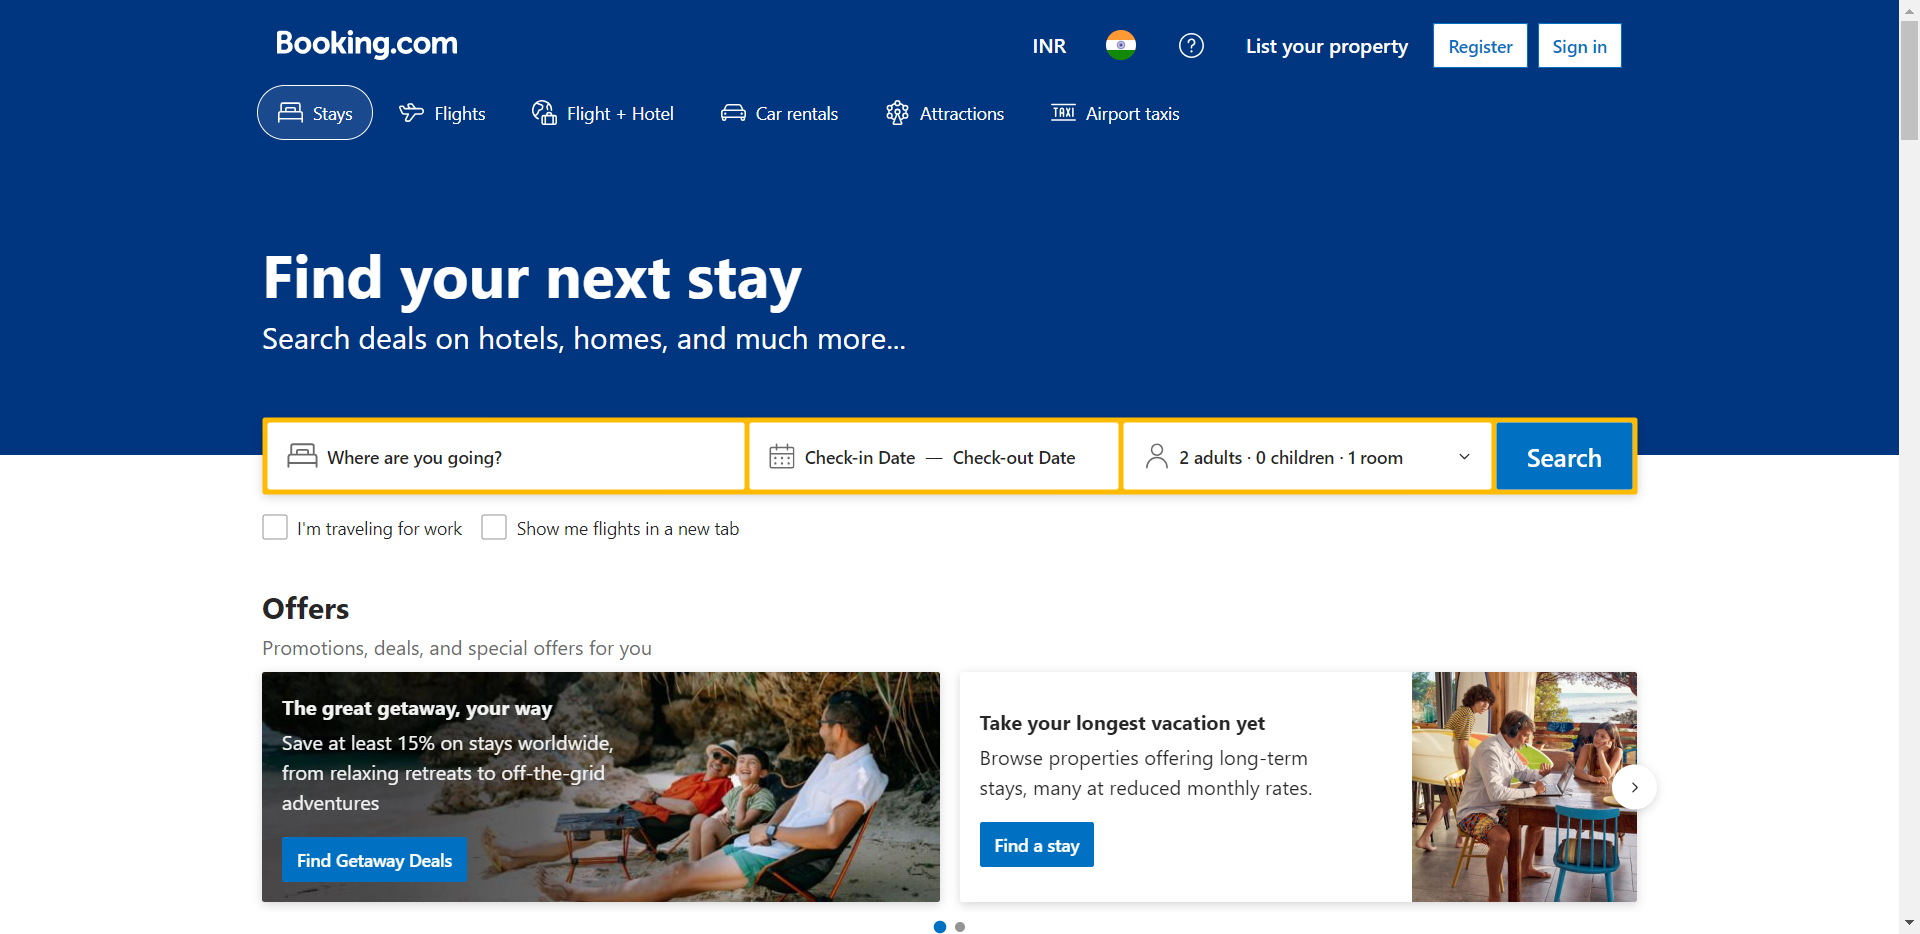 Booking.com
INR
List your property
Register
Sign in
Stays
Flights
Flight + Hotel
Car rentals
Attractions
TAXI
Airport taxis
Find your next stay
Search deals on hotels, homes, and much more...
Where are you going?
Check-in Date — Check-out Date
2 adults · 0 children · 1 room
Search
I'm traveling for work
Show me flights in a new tab
Offers
Promotions, deals, and special offers for you
The great getaway, your way
Save at least 15% on stays worldwide,
from relaxing retreats to off-the-grid
adventures
Find Getaway Deals
Take your longest vacation yet
Browse properties offering long-term
stays, many at reduced monthly rates.
Find a stay